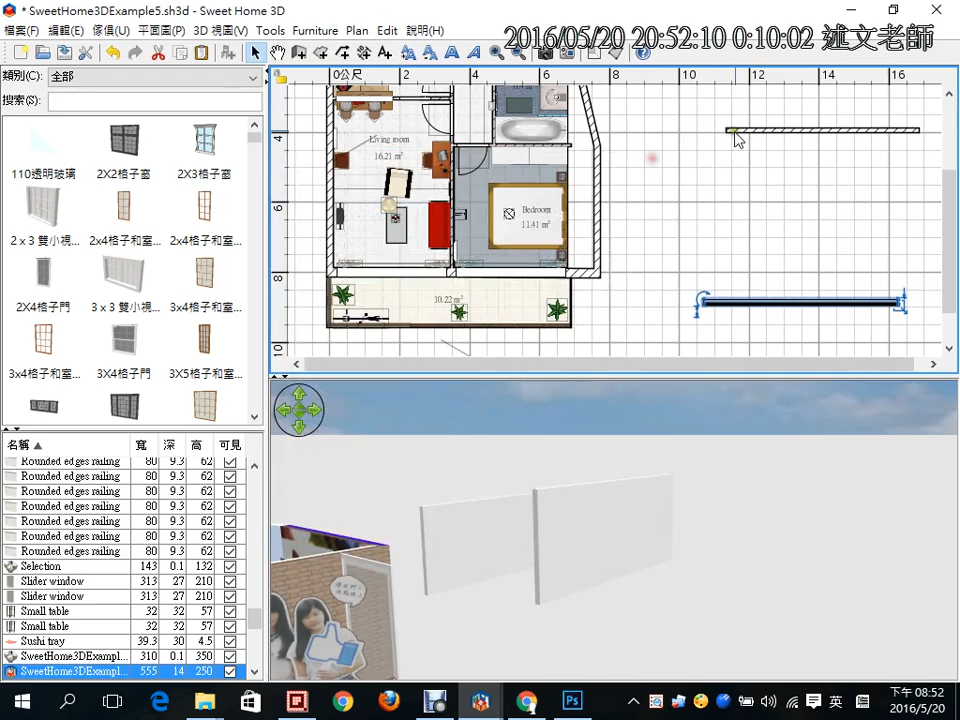 * SweetHome3DExample5.sh3d - Sweet Home 3D
檔案(F) 編輯(E) 傢俱(U) 平面圖(P) 3D 視圖(V) Tools Furniture Plan Edit 說明(H)
2016/05/20 20:52:10 0:10:02 述文老師
類別(C): 全部
搜索(S):
110透明玻璃 2X2格子窗 2X3格子窗
2 x 3 雙小視... 2x4格子和室... 2x4格子和室...
2X4格子門 3 x 3 雙小視... 3x4格子和室...
3x4格子和室... 3X4格子門 3X5格子和室...
0公尺 2 4 6 8 10 12 14 16
4
6
8
10
Living room
16.21 m²
Bedroom
11.41 m²
10.22 m²
名稱 寬 深 高 可見
Rounded edges railing 80 9.3 62
Rounded edges railing 80 9.3 62
Rounded edges railing 80 9.3 62
Rounded edges railing 80 9.3 62
Rounded edges railing 80 9.3 62
Rounded edges railing 80 9.3 62
Rounded edges railing 80 9.3 62
Selection 143 0.1 132
Slider window 313 27 210
Slider window 313 27 210
Small table 32 32 57
Small table 32 32 57
Sushi tray 39.3 30 4.5
SweetHome3DExampl... 310 0.1 350
SweetHome3DExampl... 555 14 250
英
下午 08:52
2016/5/20